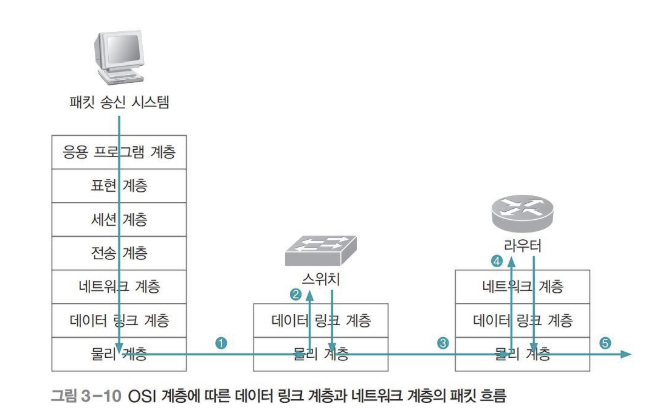 패킷 송신 시스템
응용 프로그램 계층
표현 계층
세션 계층
전송 계층
네트워크 계층
데이터 링크 계층
물리 계층
①
스위치
②
데이터 링크 계층
물리 계층
③
라우터
④
네트워크 계층
데이터 링크 계층
물리 계층
⑤
그림 3-10 OSI 계층에 따른 데이터 링크 계층과 네트워크 계층의 패킷 흐름